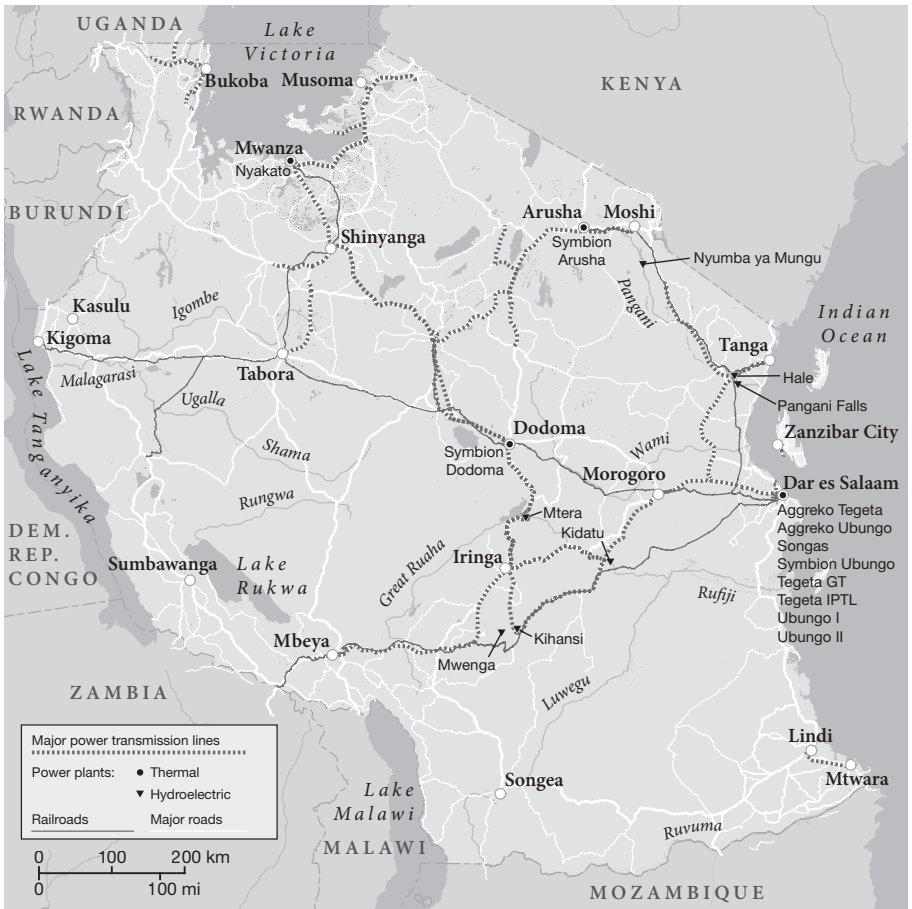 UGANDA
Lake
Victoria
Bukoba
Musoma
KENYA
RWANDA
Mwanza
Nyakato
BURUNDI
Shinyanga
Arusha
Moshi
Symbion
Arusha
Nyumba ya Mungu
Pangani
Indian
Ocean
Kasulu
Igombe
Kigoma
Tanga
Malagarasi
Tabora
Hale
Pangani Falls
Lake Tanganyika
Ugalla
Zanzibar City
Dodoma
Symbion
Dodoma
Wami
Shama
Morogoro
Dar es Salaam
Aggreko Tegeta
Aggreko Ubungo
Songas
Symbion Ubungo
Tegeta GT
Tegeta IPTL
Ubungo I
Ubungo II
Rungwa
Mtera
Kidatu
DEM.
REP.
CONGO
Great Ruaha
Iringa
Sumbawanga
Lake
Rukwa
Rufiji
Mbeya
Kihansi
Mwenga
ZAMBIA
Luwegu
Major power transmission lines
Power plants:
Thermal
Hydroelectric
Railroads
Major roads
0 100 200 km
0 100 mi
Lindi
Mtwara
Lake
Malawi
Songea
MALAWI
Ruvuma
MOZAMBIQUE